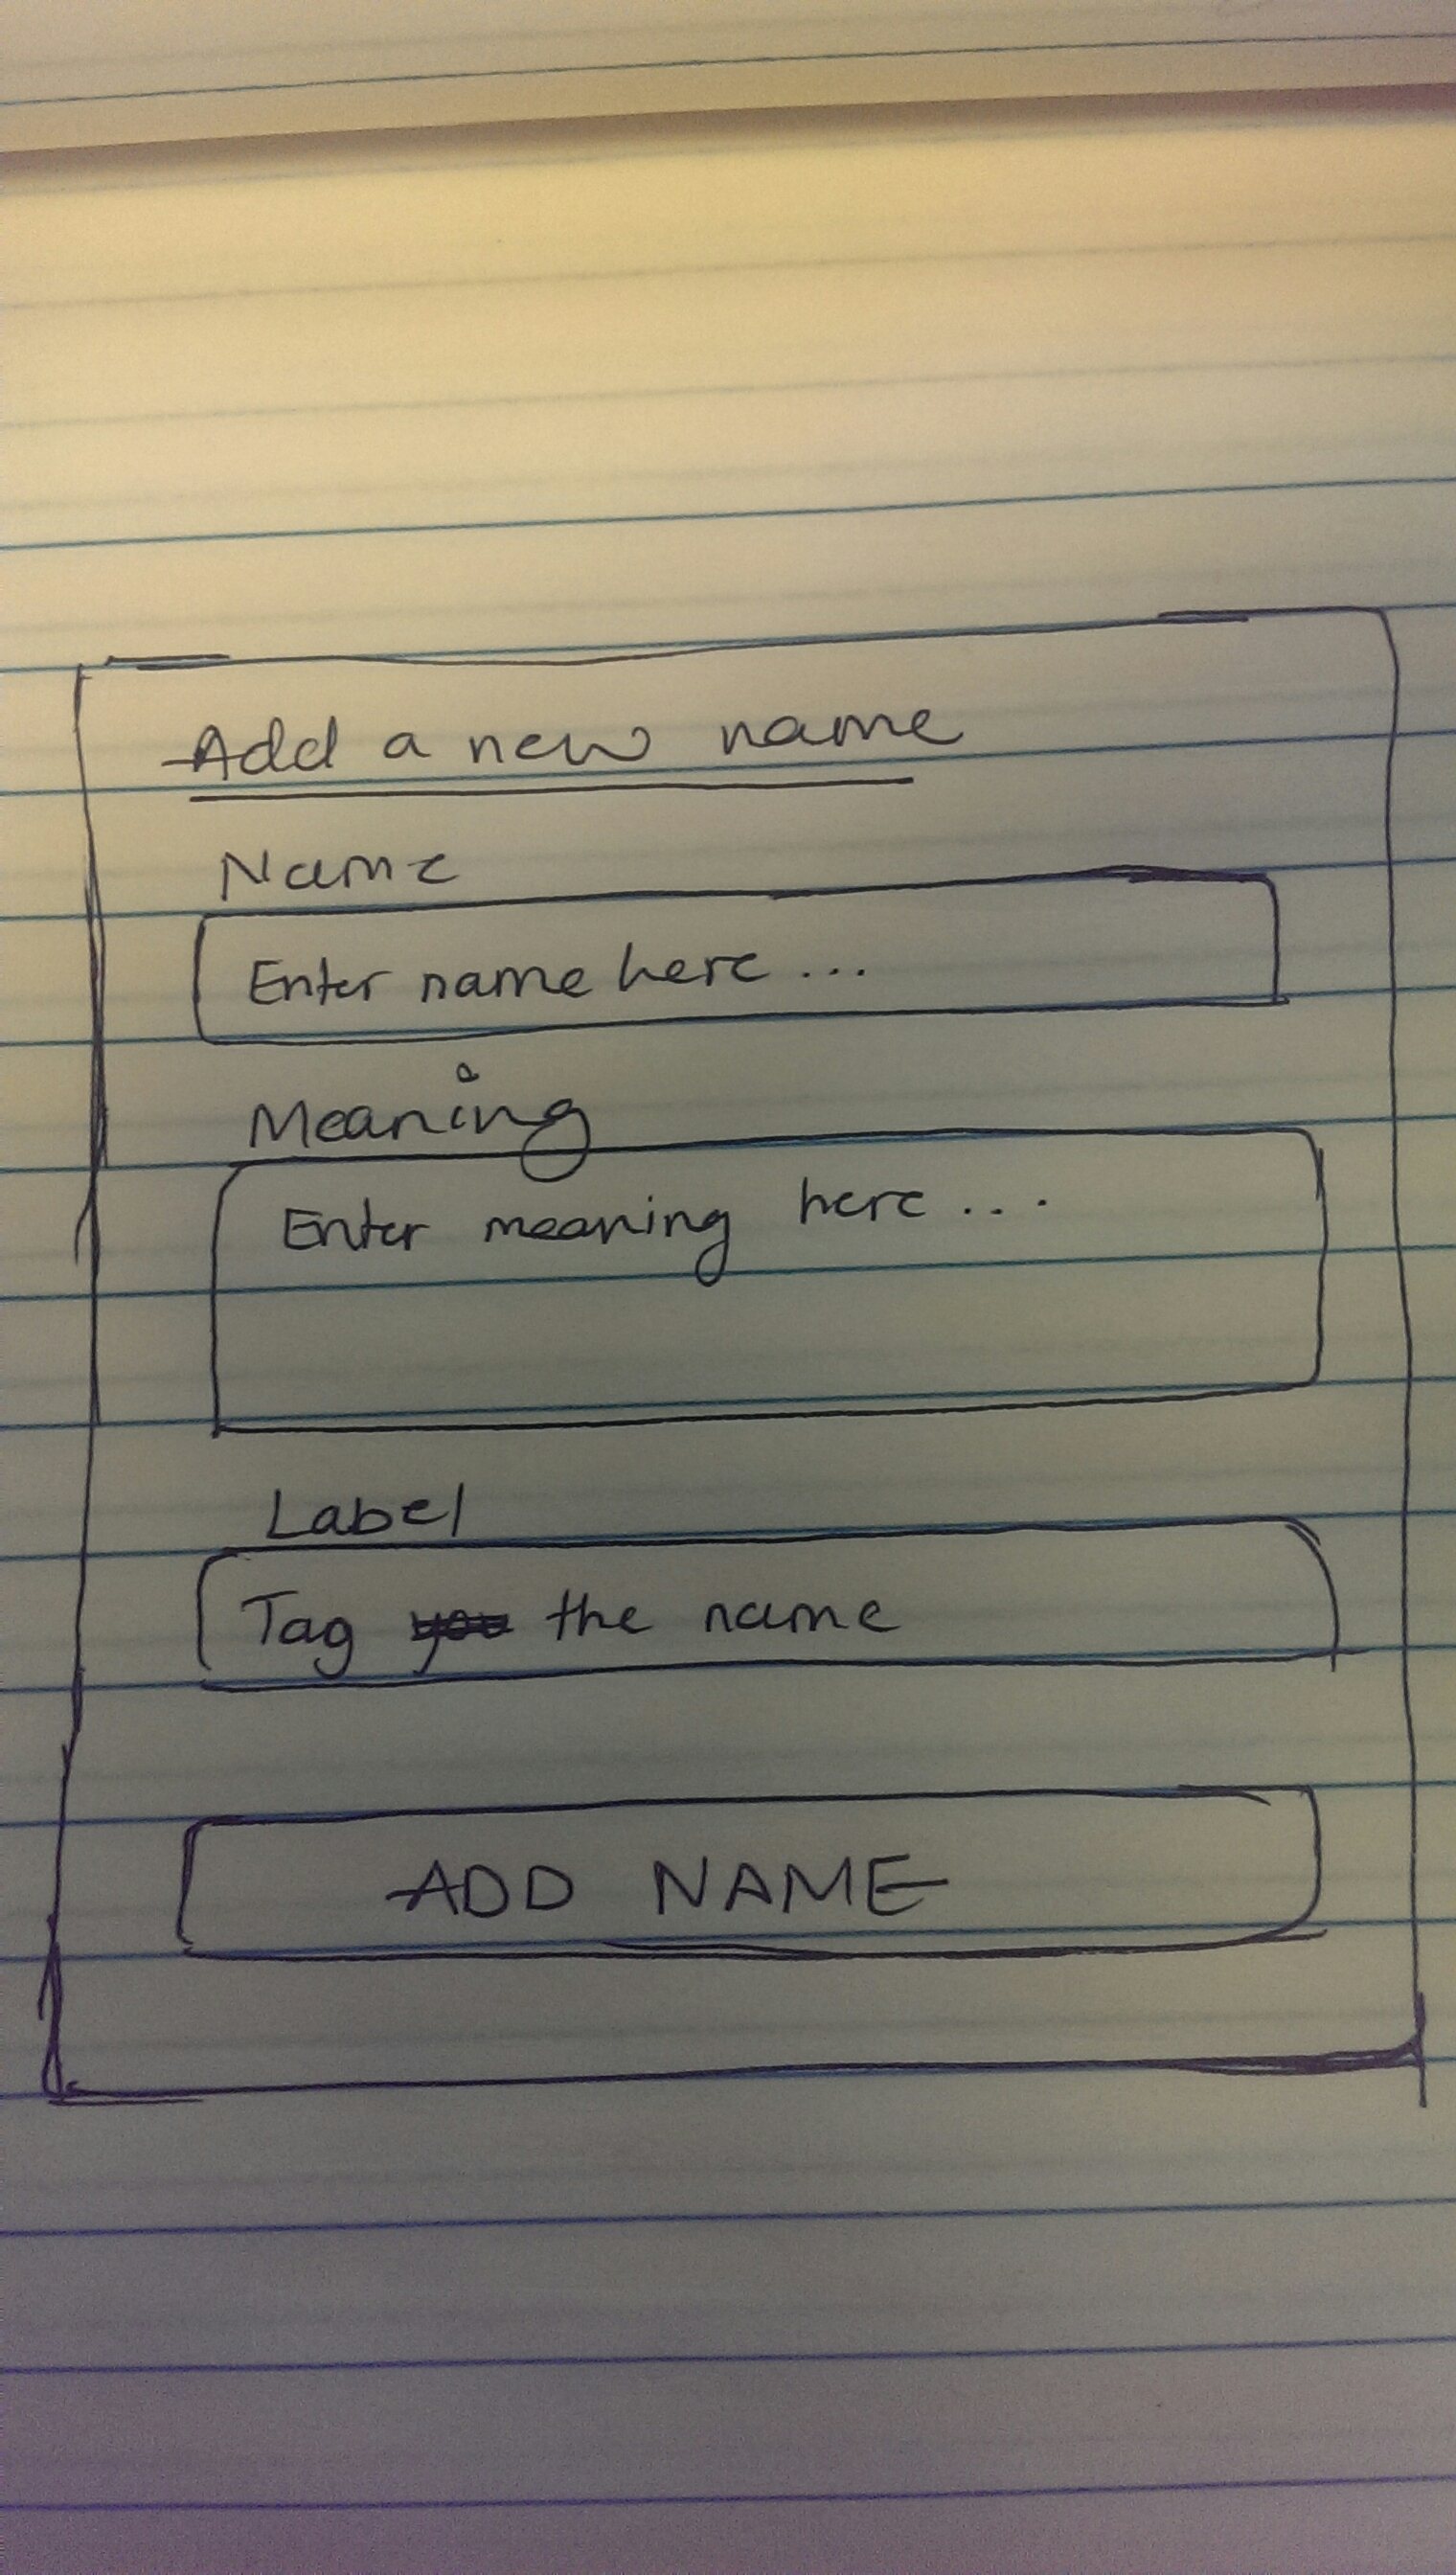 Add a new name
Name
Enter name here ...
Meaning
Enter meaning here ...
Label
Tag you the name
ADD NAME